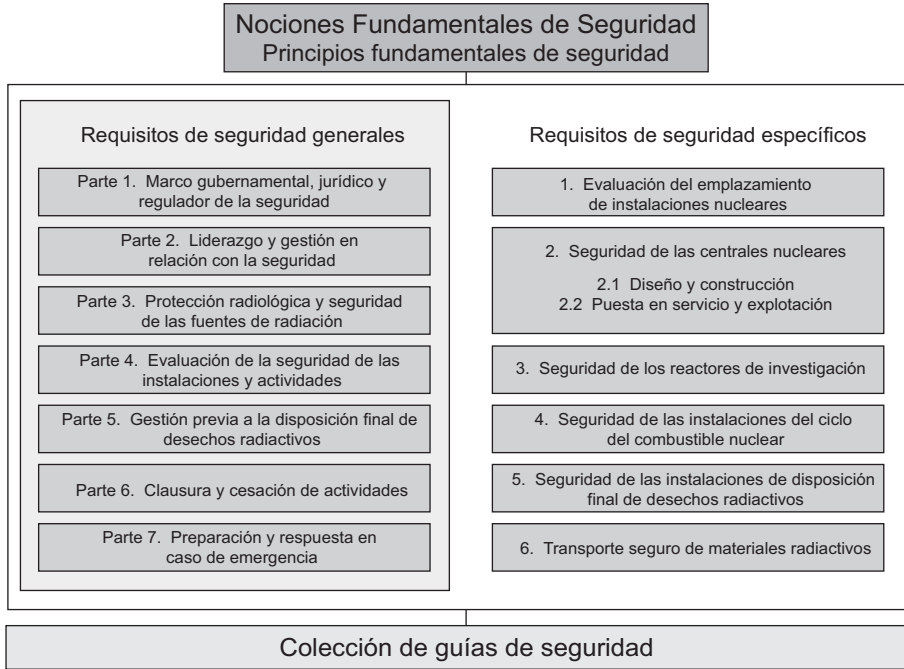 Nociones Fundamentales de Seguridad
Principios fundamentales de seguridad
Requisitos de seguridad generales
Parte 1. Marco gubernamental, jurídico y
regulador de la seguridad
Parte 2. Liderazgo y gestión en
relación con la seguridad
Parte 3. Protección radiológica y seguridad
de las fuentes de radiación
Parte 4. Evaluación de la seguridad de las
instalaciones y actividades
Parte 5. Gestión previa a la disposición final de
desechos radiactivos
Parte 6. Clausura y cesación de actividades
Parte 7. Preparación y respuesta en
caso de emergencia
Requisitos de seguridad específicos
1. Evaluación del emplazamiento
de instalaciones nucleares
2. Seguridad de las centrales nucleares
2.1 Diseño y construcción
2.2 Puesta en servicio y explotación
3. Seguridad de los reactores de investigación
4. Seguridad de las instalaciones del ciclo
del combustible nuclear
5. Seguridad de las instalaciones de disposición
final de desechos radiactivos
6. Transporte seguro de materiales radiactivos
Colección de guías de seguridad